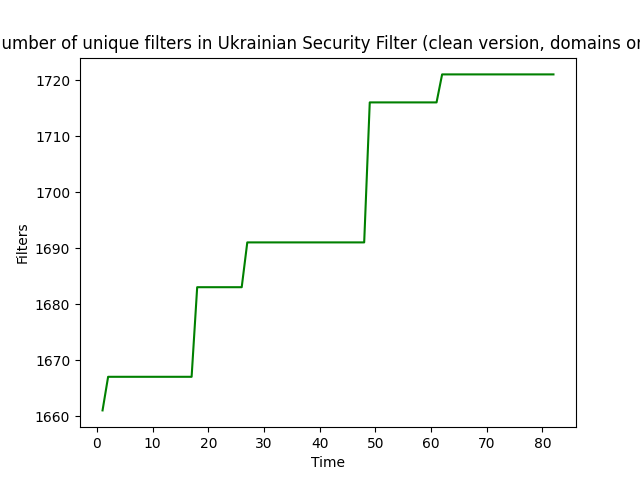 umber of unique filters in Ukrainian Security Filter (clean version, domains or
1720
1710
1700
1690
1680
1670
1660
Filters
0 10 20 30 40 50 60 70 80
Time